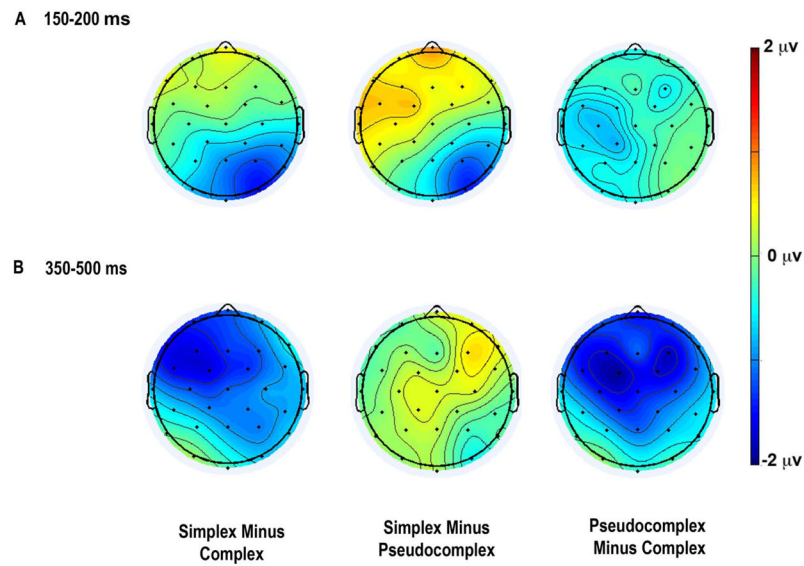 A 150-200 ms
2 μv
0 μv
B 350-500 ms
-2 μv
Simplex Minus
Complex
Simplex Minus
Pseudocomplex
Pseudocomplex
Minus Complex